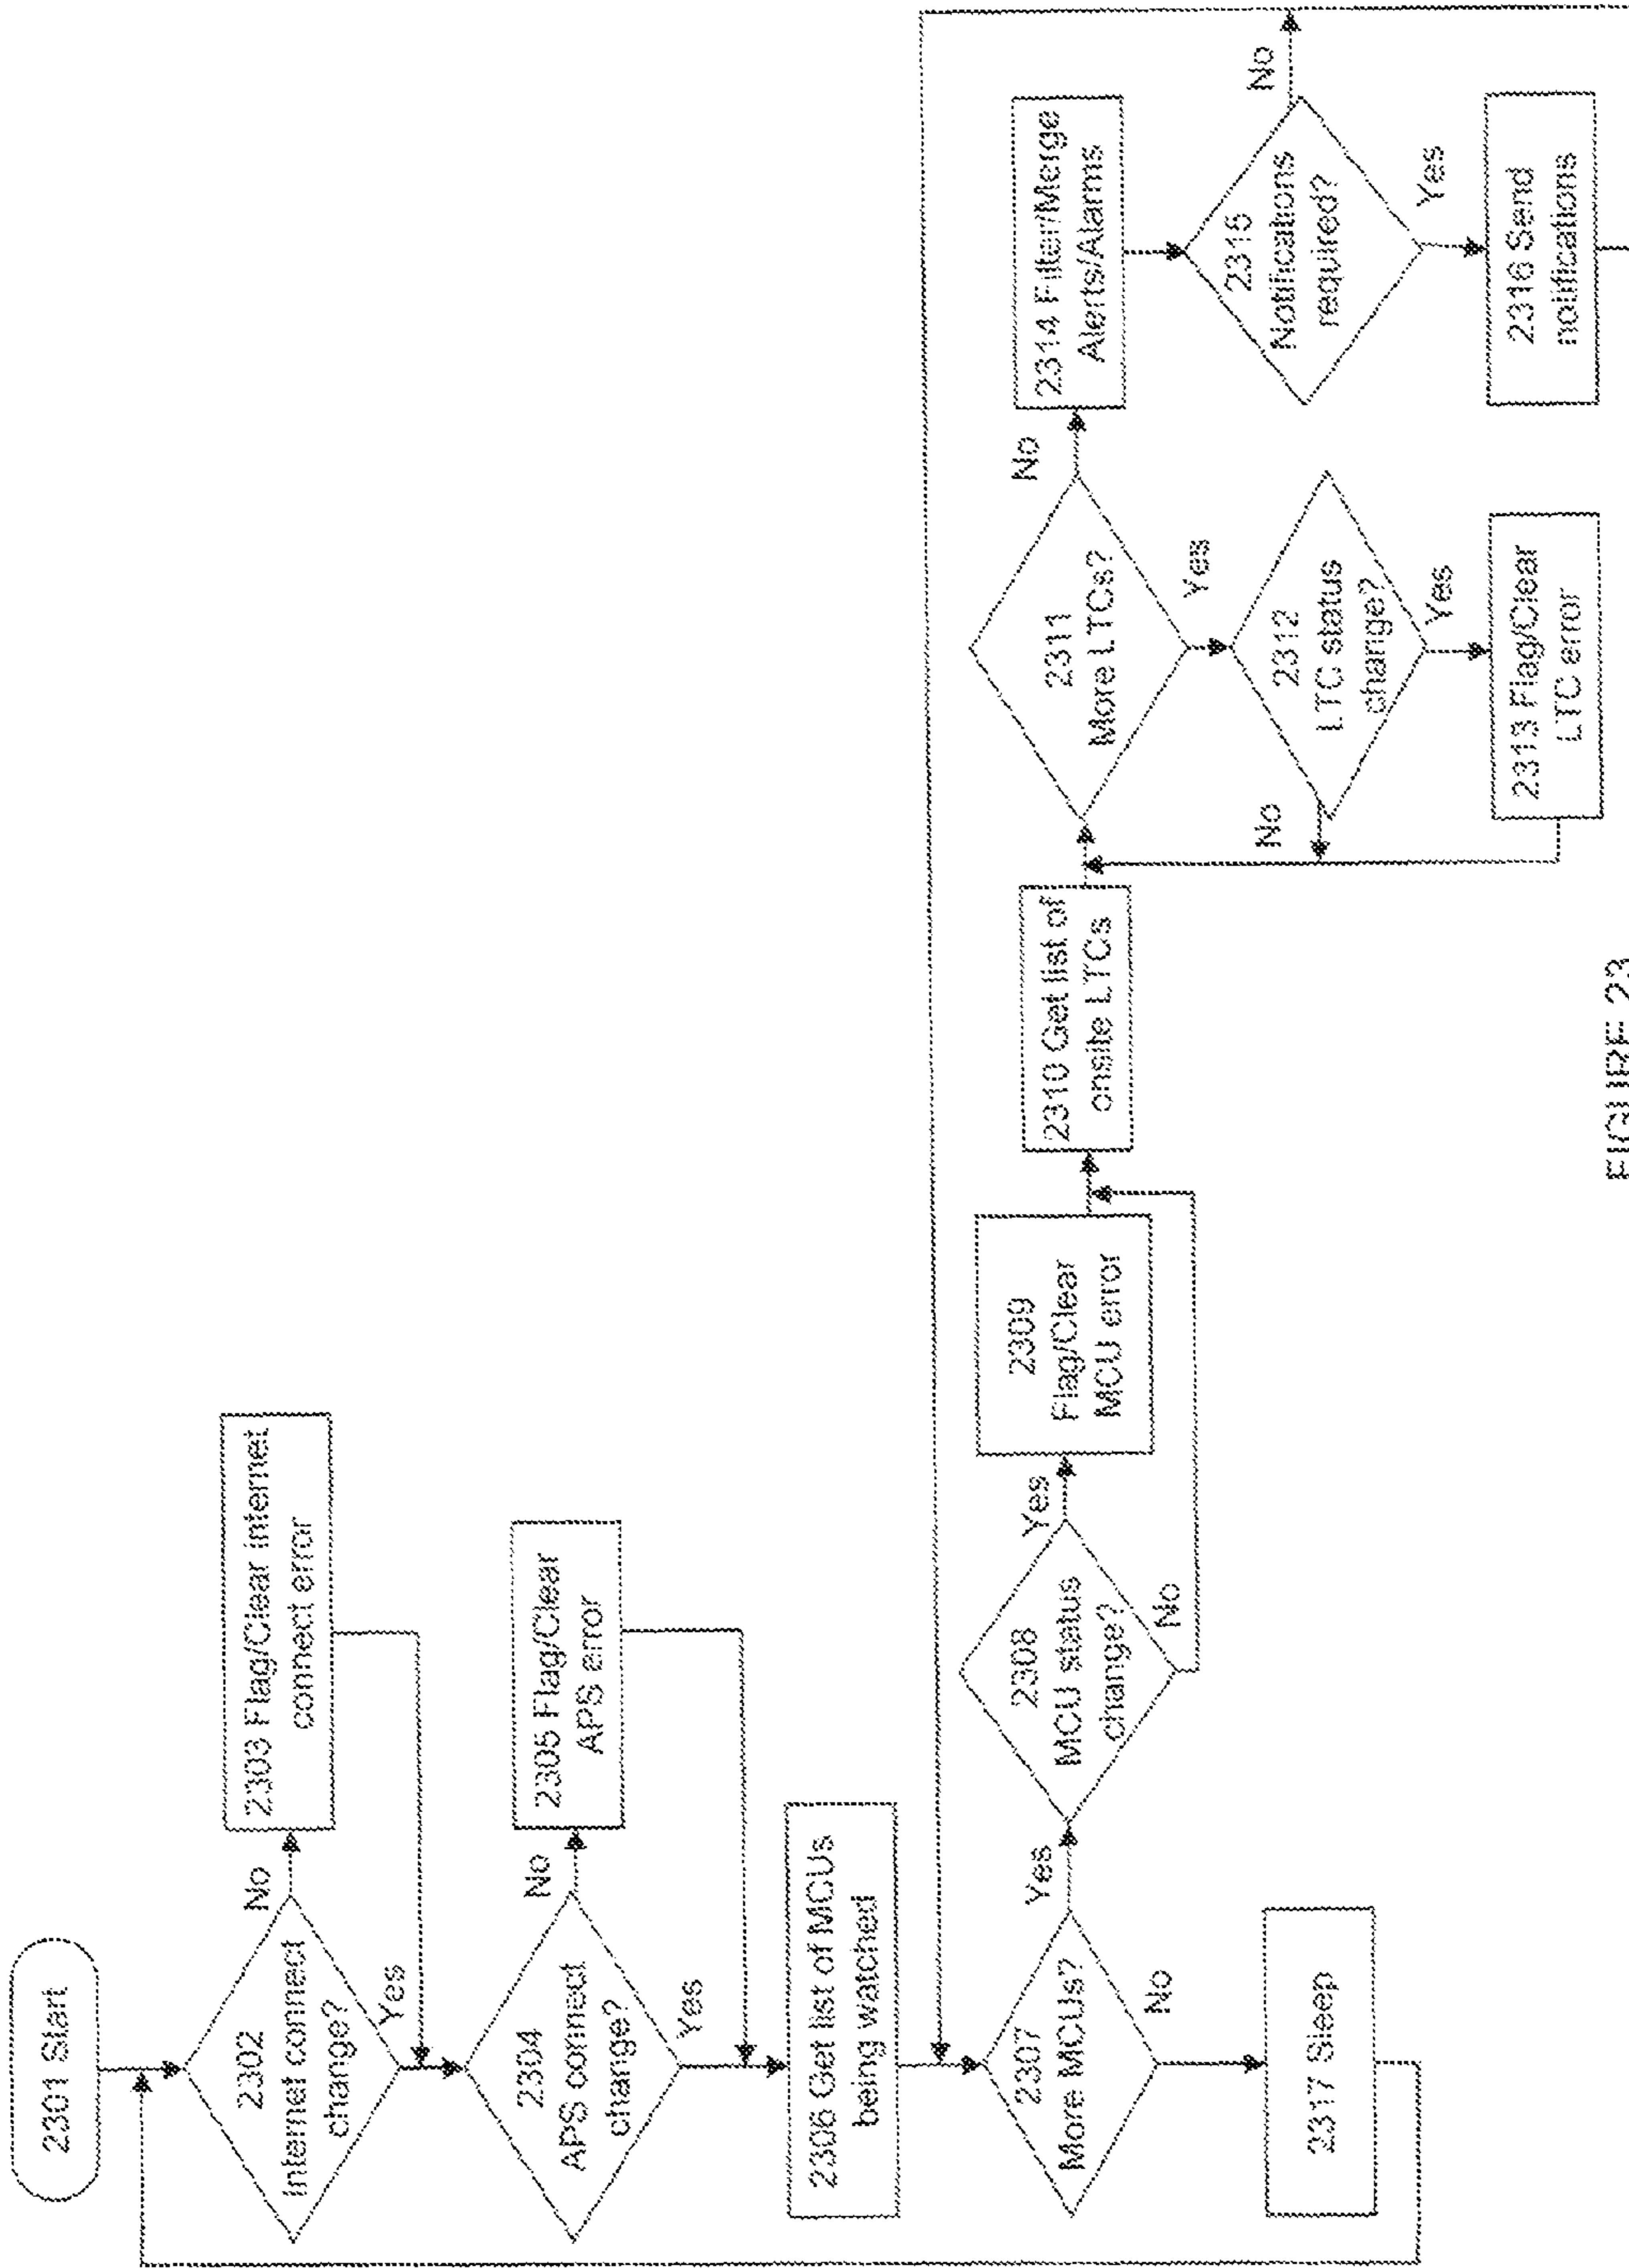 2301 Start
2302
Internet connect
change?
No
Yes
2303 Flag/Clear internet
connect error
2304
APS connect
change?
No
Yes
2305 Flag/Clear
APS error
2306 Get list of MCUs
being watched
2307
More MCUs?
Yes
No
2317 Sleep
2308
MCU status
change?
Yes
No
2309
Flag/Clear
MCU error
2310 Get list of
onsite LTCs
2311
More LTCs?
No
Yes
2312
LTC status
change?
No
Yes
2313 Flag/Clear
LTC error
2314 Filter/Merge
Alerts/Alarms
2315
Notifications
required?
No
Yes
2316 Send
notifications
FIGURE 23